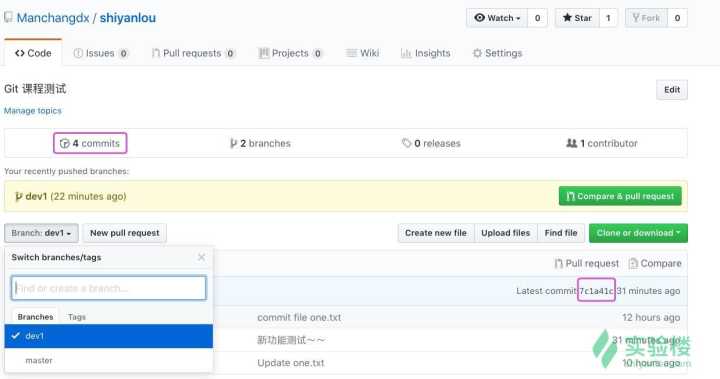 Manchangdx / shiyanlou
Watch 0 Star 1 Fork 0
Code Issues 0 Pull requests 0 Projects 0 Wiki Insights Settings
Git 课程测试
Edit
Manage topics
4 commits 2 branches 0 releases 1 contributor
Your recently pushed branches:
dev1 (22 minutes ago) Compare & pull request
Branch: dev1 New pull request Create new file Upload files Find file Clone or download
Switch branches/tags
Pull request Compare
Find or create a branch...
Latest commit 7c1a41c 31 minutes ago
Branches Tags
commit file one.txt 12 hours ago
dev1
新功能测试～～ 31 minutes ago
master
Update one.txt 10 hours ago
实验楼